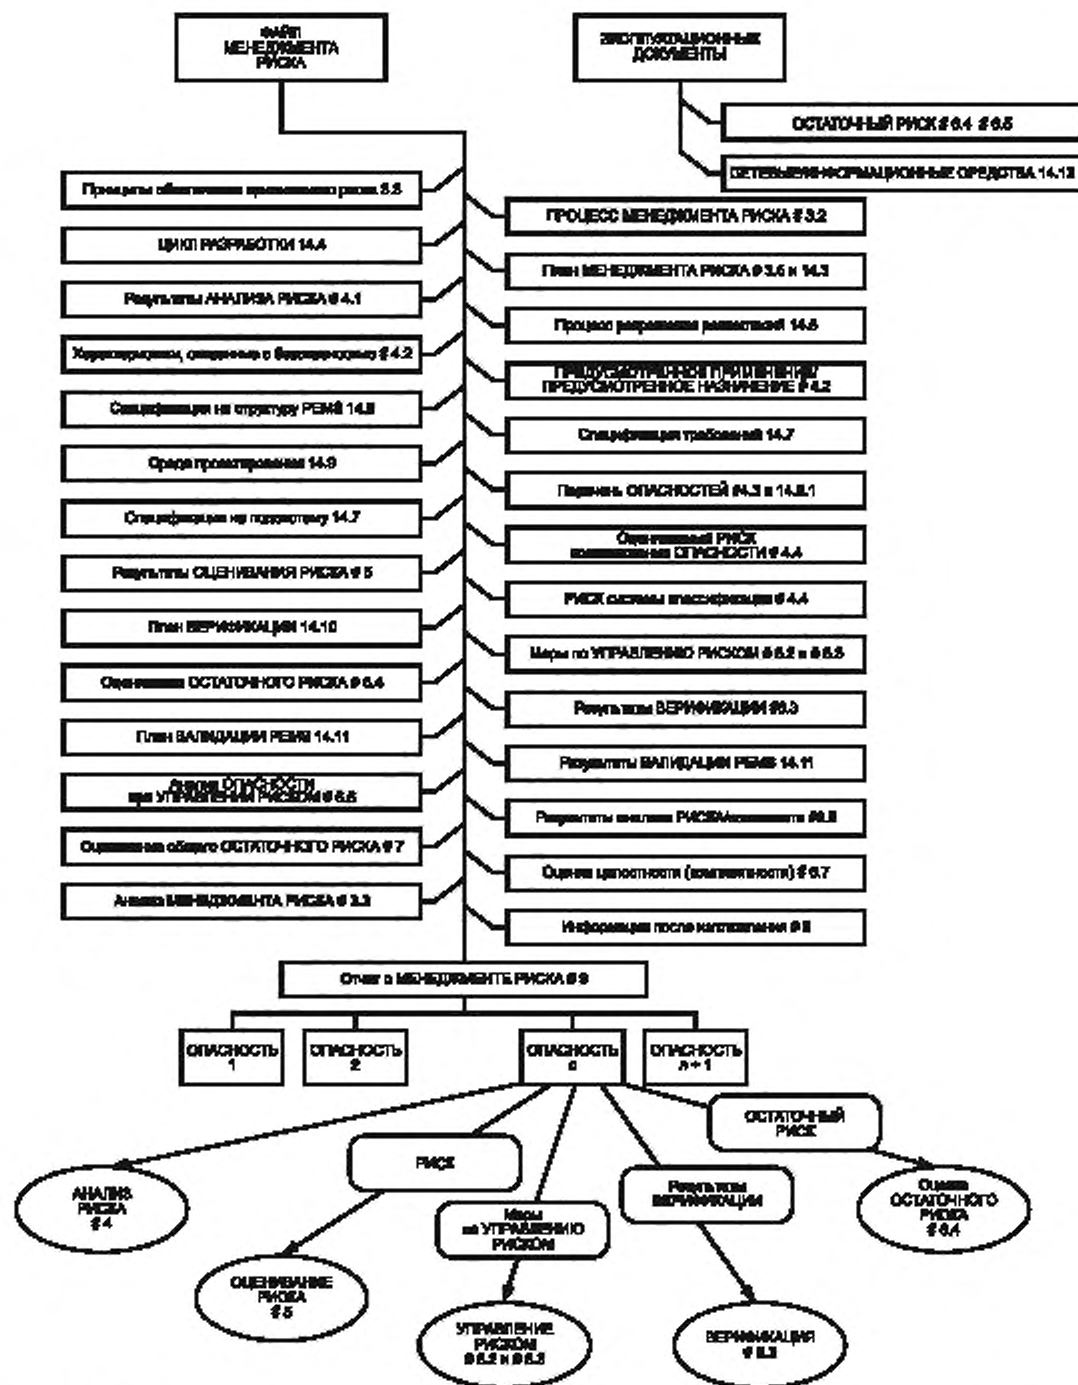 ФАЙЛ
МЕНЕДЖМЕНТА
РИСКА
ЭКСПЛУАТАЦИОННЫЕ
ДОКУМЕНТЫ
ОСТАТОЧНЫЙ РИСК # 6.4 # 6.5
СЕТЕВЫЕ/ИНФОРМАЦИОННЫЕ СРЕДСТВА 14.13
ПРОЦЕСС МЕНЕДЖМЕНТА РИСКА # 3.2
ЦИКЛ РАЗРАБОТКИ 14.4
План МЕНЕДЖМЕНТА РИСКА # 3.5 и 14.3
Результаты АНАЛИЗА РИСКА # 4.1
Процесс разрешения 14.5
Характеристики, связанные с безопасностью # 4.2
ПРЕДУСМОТРЕННОЕ ПРИМЕНЕНИЕ/
ПРЕДУСМОТРЕННОЕ НАЗНАЧЕНИЕ # 4.2
Спецификация на структуру PEMS 14.8
Спецификация требований 14.7
Среда проектирования 14.9
Перечень ОПАСНОСТЕЙ #4.3 и 14.6.1
Спецификация на подсистему 14.7
РИСК
ОПАСНОСТИ # 4.4
Результаты ОЦЕНИВАНИЯ РИСКА # 5
РИСК системы классификации # 4.4
План ВЕРИФИКАЦИИ 14.10
Меры по УПРАВЛЕНИЮ РИСКОМ # 6.2 и # 6.3
Оценивание ОСТАТОЧНОГО РИСКА # 6.4
Результаты ВЕРИФИКАЦИИ #6.3
План ВАЛИДАЦИИ PEMS 14.11
Результаты ВАЛИДАЦИИ PEMS 14.11
Анализ ОПАСНОСТИ
при УПРАВЛЕНИИ РИСКОМ # 6.6
Результаты анализа
Оценивание общего ОСТАТОЧНОГО РИСКА # 7
Оценка целостности (комплектности) # 6.7
Анализ МЕНЕДЖМЕНТА РИСКА # 3.3
Информация после изготовления # 9
Отчет о МЕНЕДЖМЕНТЕ РИСКА # 8
ОПАСНОСТЬ
1
ОПАСНОСТЬ
2
ОПАСНОСТЬ
ОПАСНОСТЬ
n + 1
ОСТАТОЧНЫЙ
РИСК
РИСК
Результаты
ВЕРИФИКАЦИИ
АНАЛИЗ
РИСКА
# 4
Меры
по УПРАВЛЕНИЮ
РИСКОМ
Оценка
ОСТАТОЧНОГО
РИСКА
# 6.4
ОЦЕНИВАНИЕ
РИСКА
# 5
УПРАВЛЕНИЕ
РИСКОМ
# 6.2 и # 6.3
ВЕРИФИКАЦИЯ
# 6.3